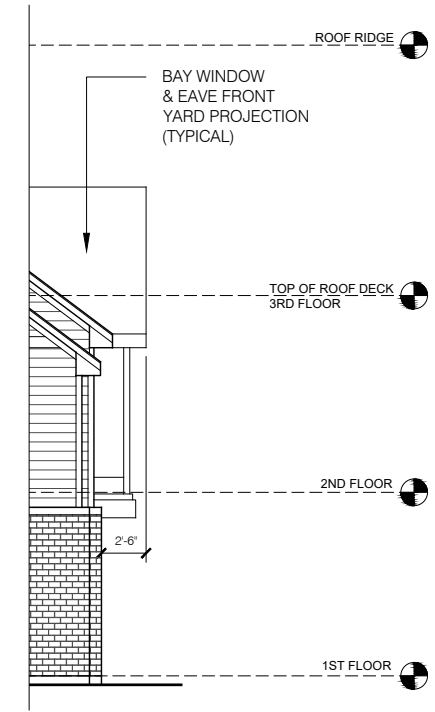 ROOF RIDGE
BAY WINDOW
& EAVE FRONT
YARD PROJECTION
(TYPICAL)
TOP OF ROOF DECK
3RD FLOOR
2ND FLOOR
2'-6"
1ST FLOOR